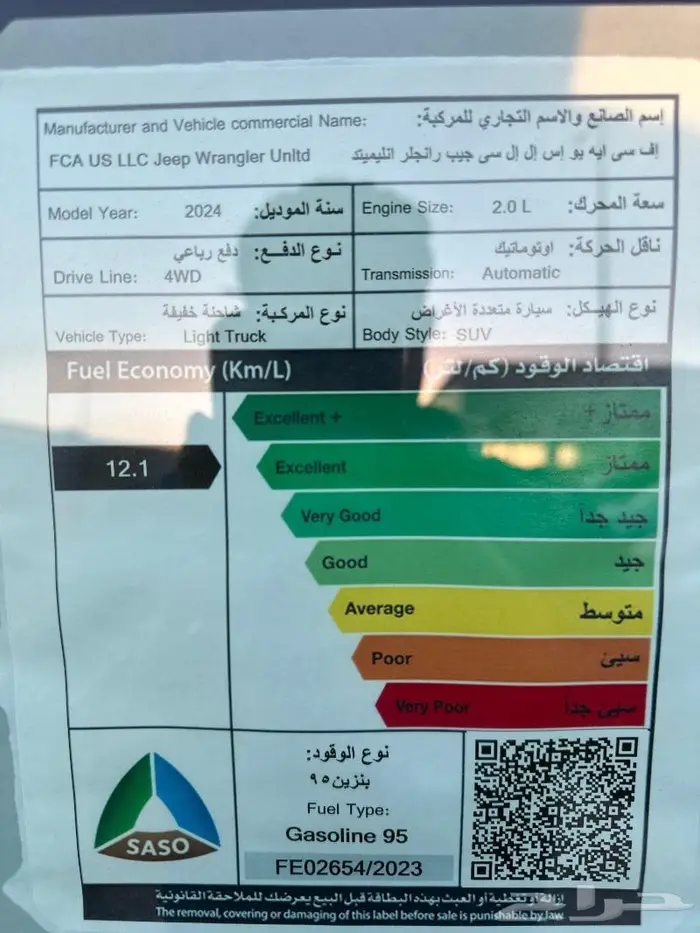 Manufacturer and Vehicle commercial Name: إسم الصانع والاسم التجاري للمركبة:
FCA US LLC Jeep Wrangler Unltd إف سى ايه يو إس إل إل سى جيب رانجلر انليميتد
Model Year: 2024 سنة الموديل: Engine Size: 2.0 L سعة المحرك:
نوع الدفـع: دفع رباعي ناقل الحركة: اوتوماتيك
Drive Line: 4WD Transmission: Automatic
نوع المركبة: شاحنة خفيفة نوع الهيكل: سيارة متعددة الأغراض
Vehicle Type: Light Truck Body Style: SUV
Fuel Economy (Km/L) اقتصاد الوقود (كم/لتر)
Excellent + ممتاز +
12.1 Excellent ممتاز
Very Good جيد جداً
Good جيد
Average متوسط
Poor سيئ
Very Poor سيئ جداً
نوع الوقود:
بنزين ٩٥
Fuel Type:
Gasoline 95
SASO
FE02654/2023
إزالة أو تغطية أو العبث بهذه البطاقة قبل البيع يعرضك للملاحقة القانونية
The removal, covering or damaging of this label before sale is punishable by law
حراج